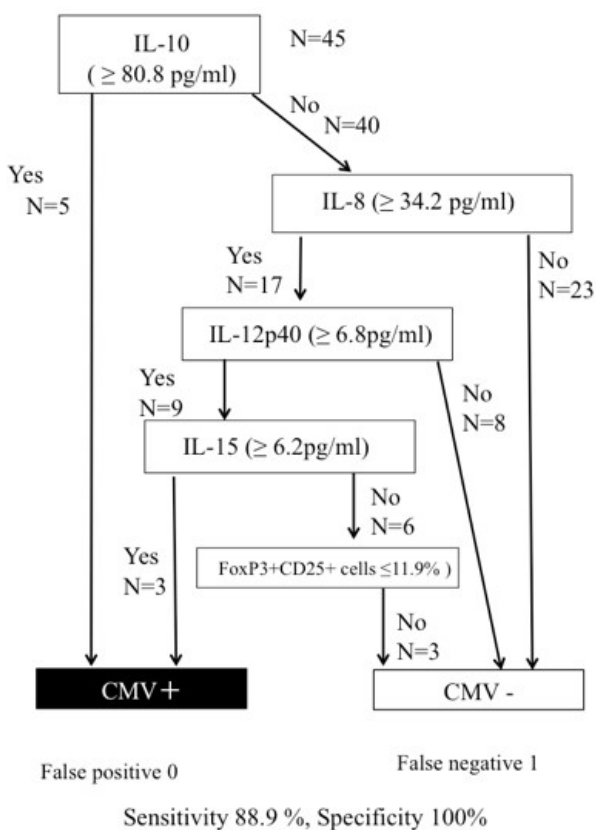 IL-10
(≥ 80.8 pg/ml)
N=45
No
N=40
Yes
N=5
IL-8 (≥ 34.2 pg/ml)
Yes
N=17
No
N=23
IL-12p40 (≥ 6.8pg/ml)
Yes
N=9
No
N=8
IL-15 (≥ 6.2pg/ml)
No
N=6
Yes
N=3
FoxP3+CD25+ cells ≤11.9% )
No
N=3
CMV+
CMV -
False positive 0
False negative 1
Sensitivity 88.9 %, Specificity 100%